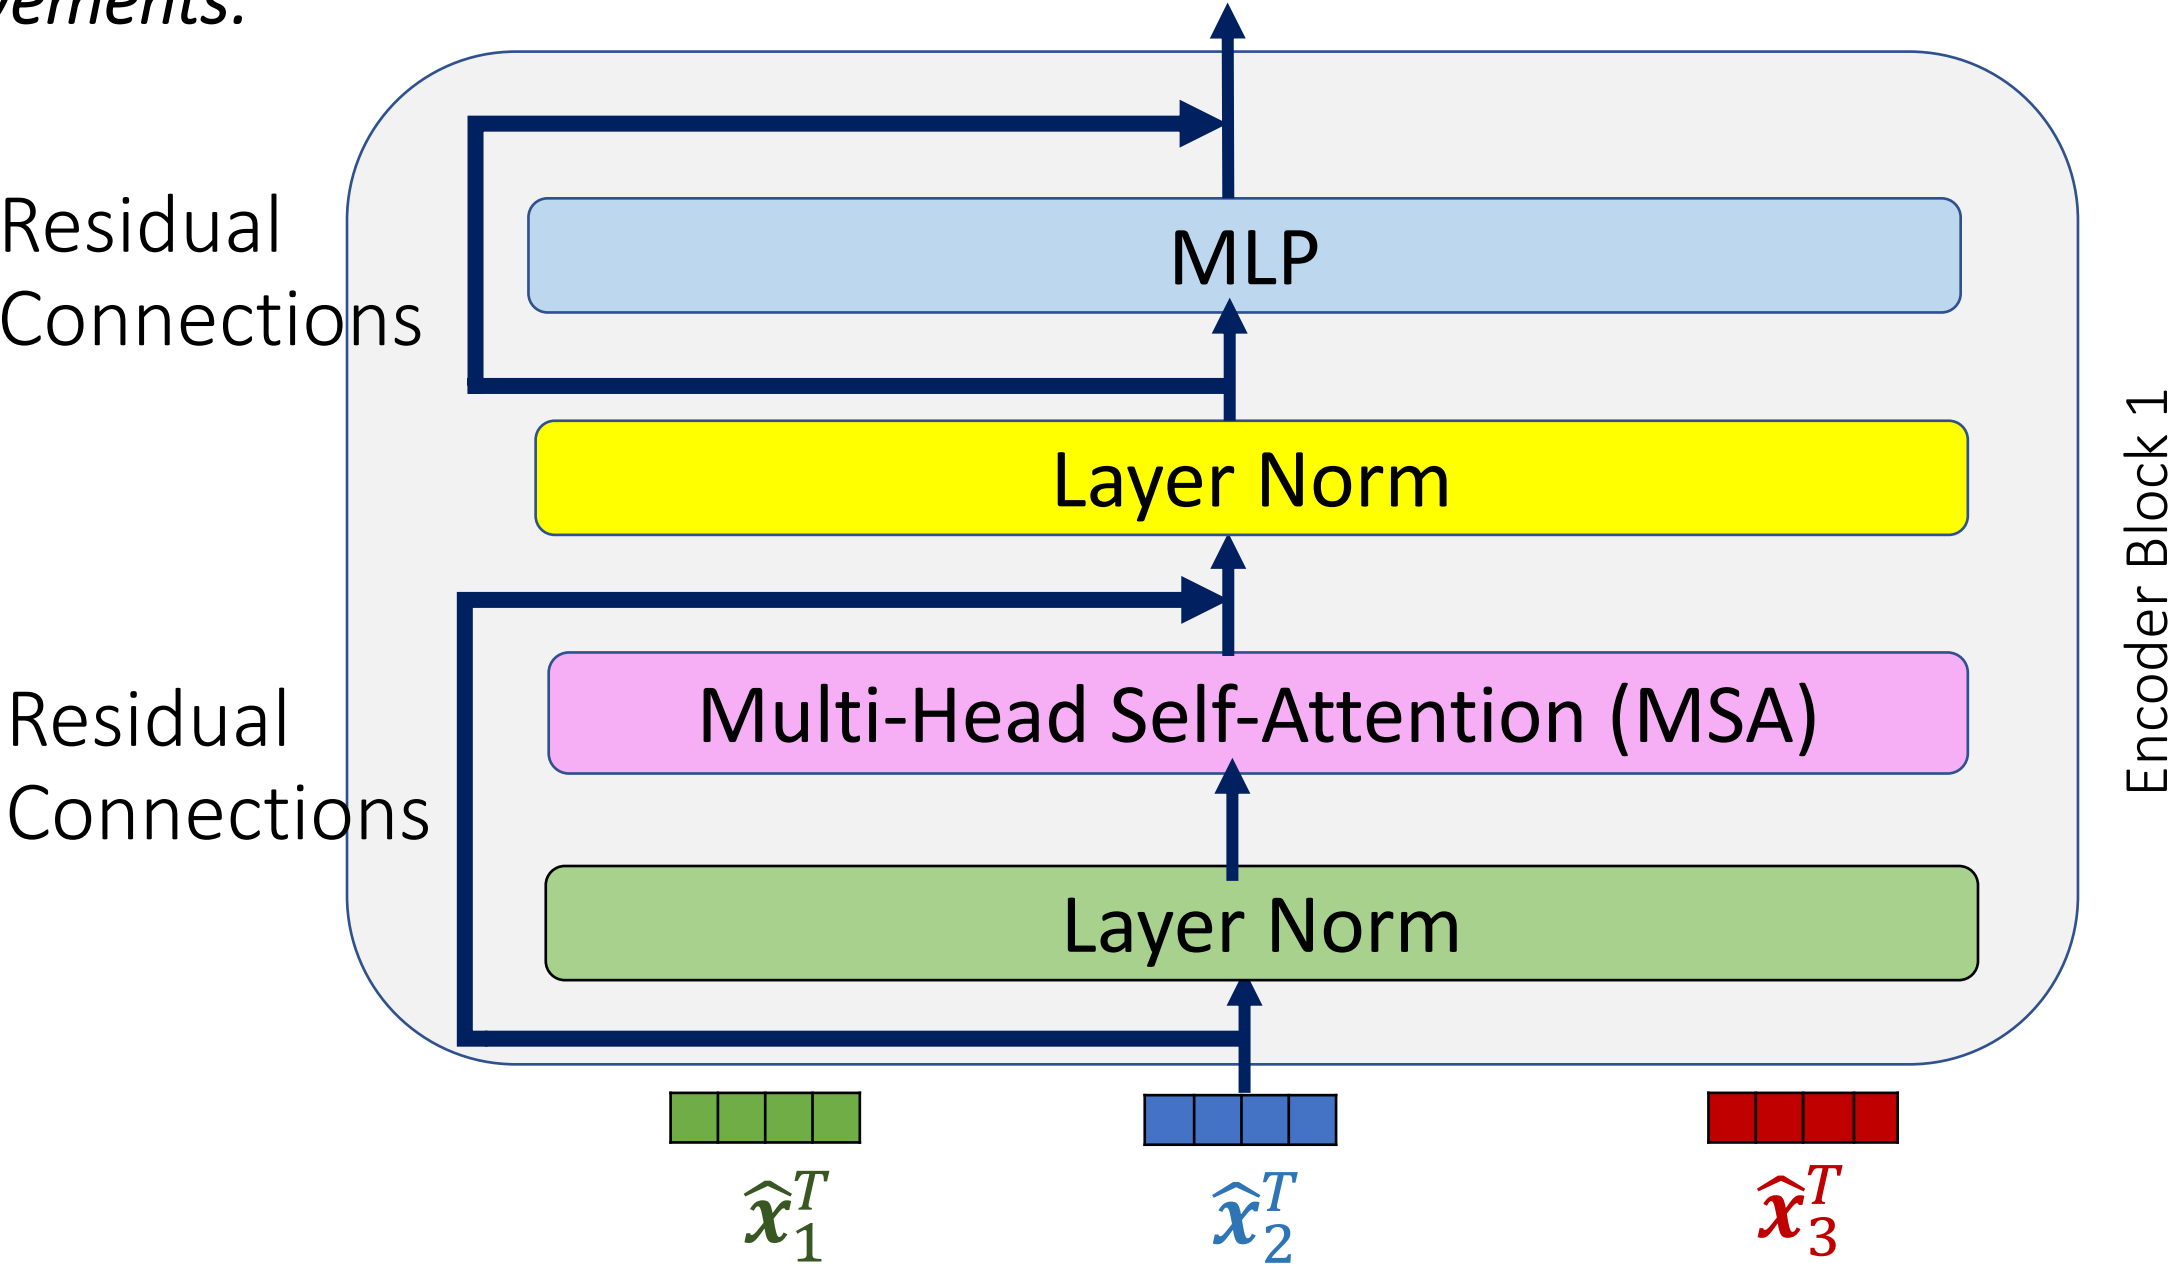 Residual
Connections
MLP
Layer Norm
Residual
Connections
Multi-Head Self-Attention (MSA)
Layer Norm
Encoder Block 1
x̂₁ᵀ
x̂₂ᵀ
x̂₃ᵀ